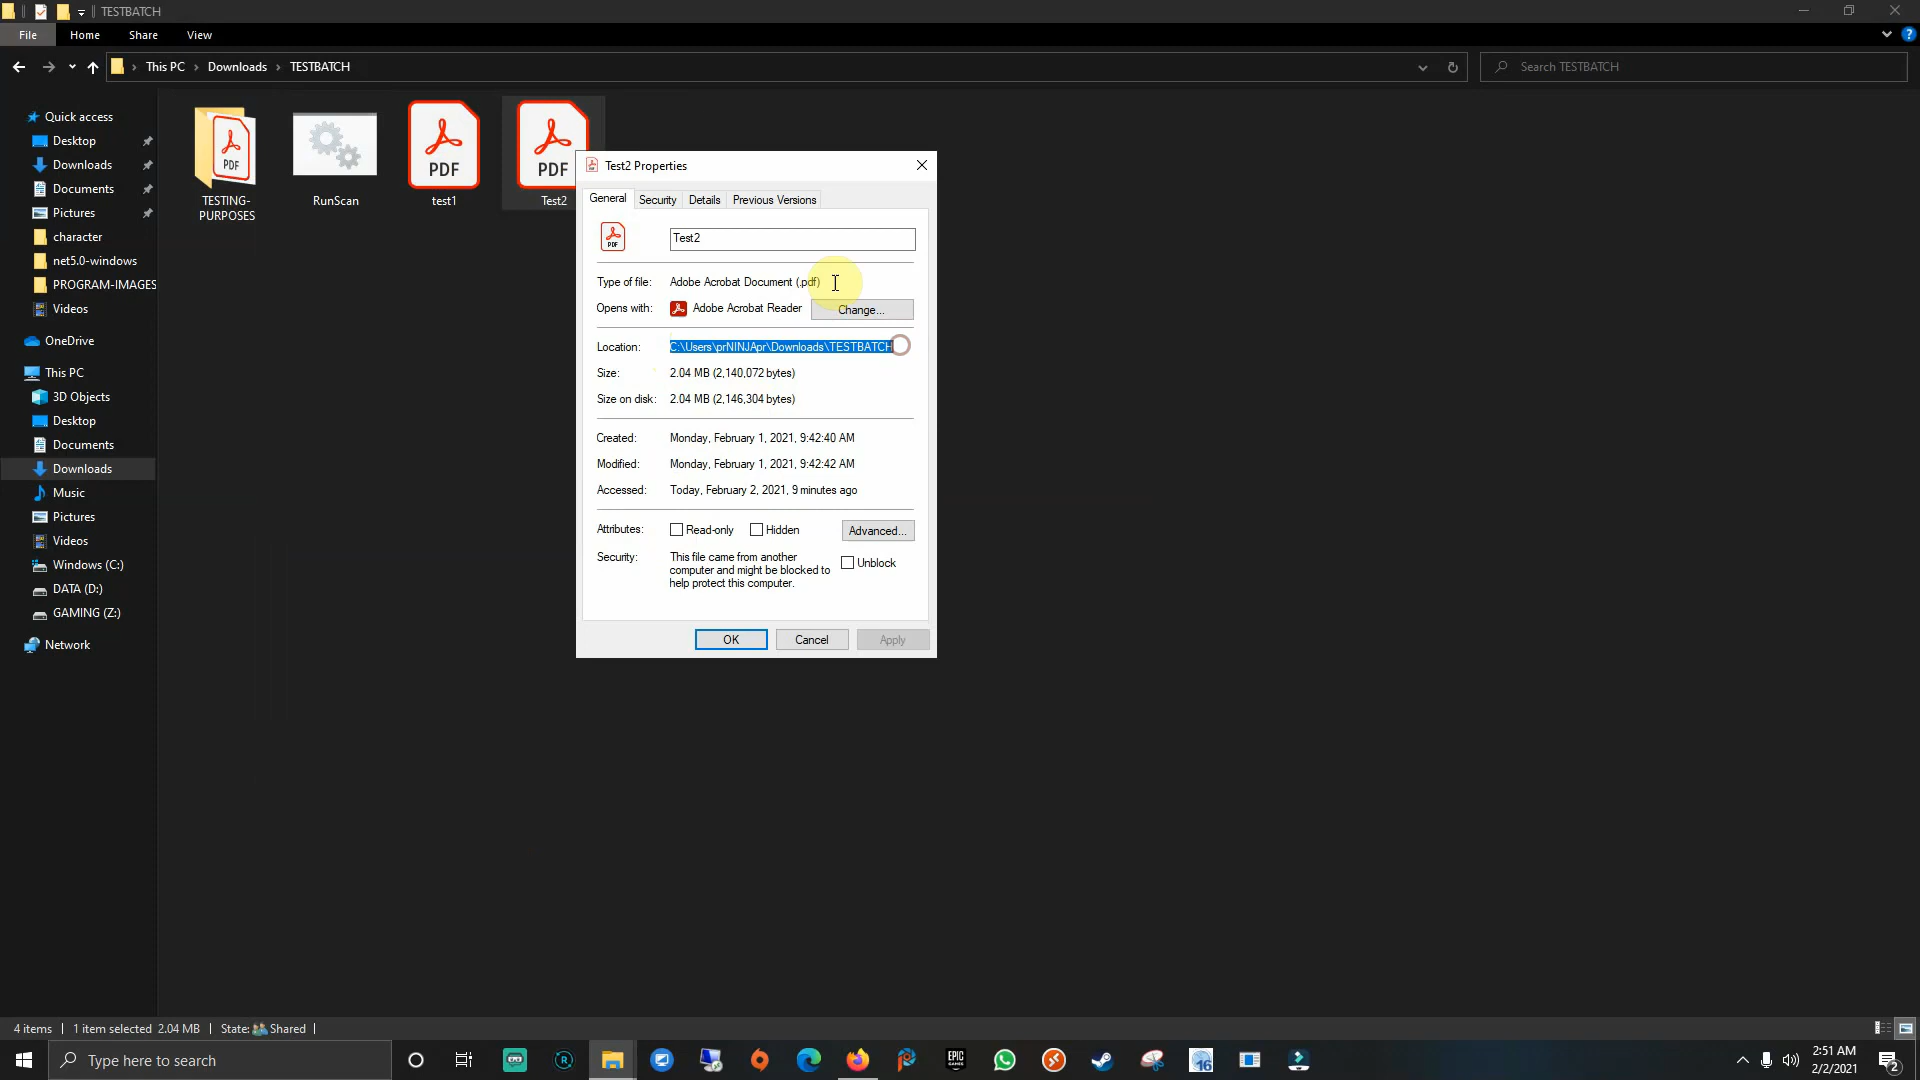 TESTBATCH
File Home Share View
This PC Downloads TESTBATCH
Search TESTBATCH
Quick access
Desktop
Downloads
Documents
Pictures
character
net5.0-windows
PROGRAM-IMAGES
Videos
OneDrive
This PC
3D Objects
Desktop
Documents
Downloads
Music
Pictures
Videos
Windows (C:)
DATA (D:)
GAMING (Z:)
Network
PDF
TESTING-
PURPOSES
RunScan
PDF
test1
PDF
Test2
Test2 Properties
General Security Details Previous Versions
PDF
Test2
Type of file: Adobe Acrobat Document (.pdf)
Opens with: Adobe Acrobat Reader Change...
Location: C:\Users\prNINJApr\Downloads\TESTBATCH
Size: 2.04 MB (2,140,072 bytes)
Size on disk: 2.04 MB (2,146,304 bytes)
Created: Monday, February 1, 2021, 9:42:40 AM
Modified: Monday, February 1, 2021, 9:42:42 AM
Accessed: Today, February 2, 2021, 9 minutes ago
Attributes: Read-only Hidden Advanced...
Security: This file came from another
computer and might be blocked to
help protect this computer.
Unblock
OK Cancel Apply
4 items 1 item selected 2.04 MB State: Shared
Type here to search
EPIC
GAMES
16
2:51 AM
2/2/2021
2